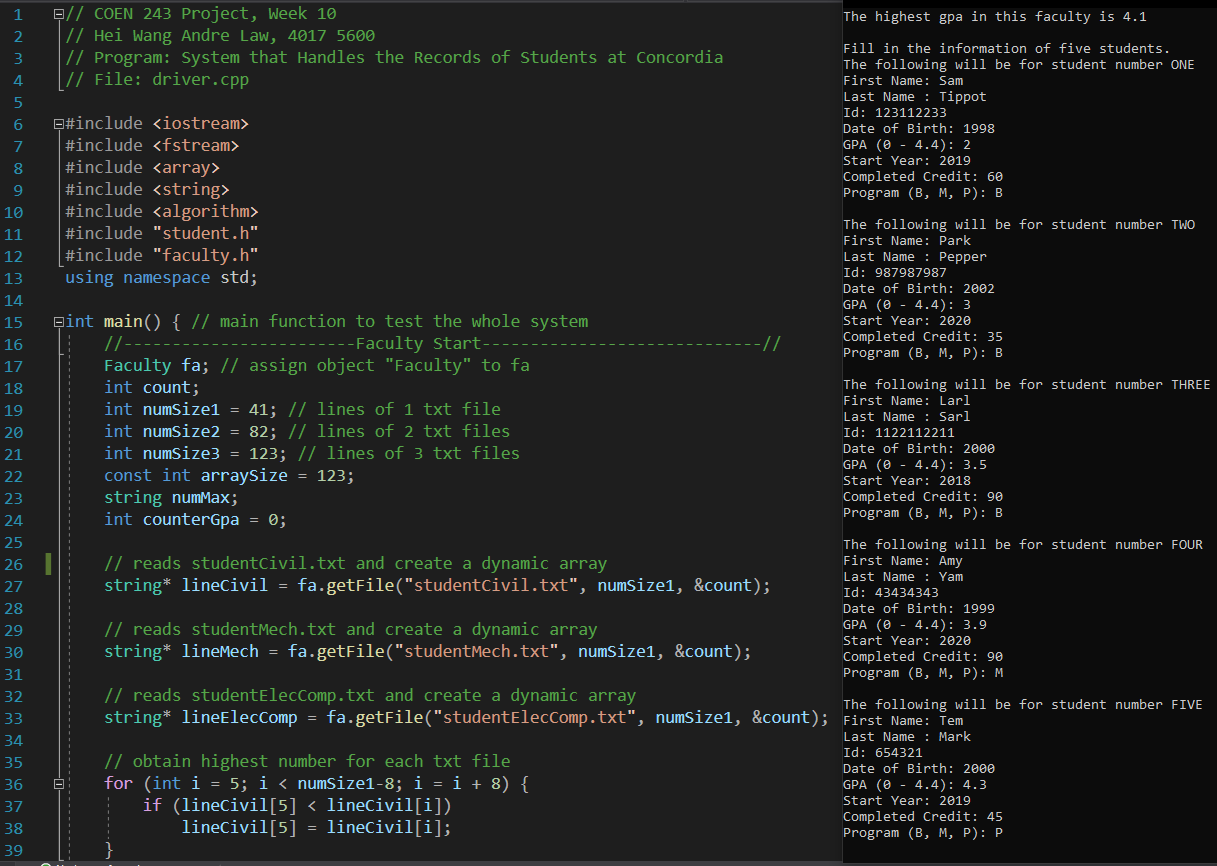 1 // COEN 243 Project, Week 10
2 // Hei Wang Andre Law, 4017 5600
3 // Program: System that Handles the Records of Students at Concordia
4 // File: driver.cpp
5
6 #include <iostream>
7 #include <fstream>
8 #include <array>
9 #include <string>
10 #include <algorithm>
11 #include "student.h"
12 #include "faculty.h"
13 using namespace std;
14
15 int main() { // main function to test the whole system
16 //------------------------Faculty Start-----------------------------//
17 Faculty fa; // assign object "Faculty" to fa
18 int count;
19 int numSize1 = 41; // lines of 1 txt file
20 int numSize2 = 82; // lines of 2 txt files
21 int numSize3 = 123; // lines of 3 txt files
22 const int arraySize = 123;
23 string numMax;
24 int counterGpa = 0;
25
26 // reads studentCivil.txt and create a dynamic array
27 string* lineCivil = fa.getFile("studentCivil.txt", numSize1, &count);
28
29 // reads studentMech.txt and create a dynamic array
30 string* lineMech = fa.getFile("studentMech.txt", numSize1, &count);
31
32 // reads studentElecComp.txt and create a dynamic array
33 string* lineElecComp = fa.getFile("studentElecComp.txt", numSize1, &count);
34
35 // obtain highest number for each txt file
36 for (int i = 5; i < numSize1-8; i = i + 8) {
37 if (lineCivil[5] < lineCivil[i])
38 lineCivil[5] = lineCivil[i];
39 }
The highest gpa in this faculty is 4.1
Fill in the information of five students.
The following will be for student number ONE
First Name: Sam
Last Name : Tippot
Id: 123112233
Date of Birth: 1998
GPA (0 - 4.4): 2
Start Year: 2019
Completed Credit: 60
Program (B, M, P): B
The following will be for student number TWO
First Name: Park
Last Name : Pepper
Id: 987987987
Date of Birth: 2002
GPA (0 - 4.4): 3
Start Year: 2020
Completed Credit: 35
Program (B, M, P): B
The following will be for student number THREE
First Name: Larl
Last Name : Sarl
Id: 1122112211
Date of Birth: 2000
GPA (0 - 4.4): 3.5
Start Year: 2018
Completed Credit: 90
Program (B, M, P): B
The following will be for student number FOUR
First Name: Amy
Last Name : Yam
Id: 43434343
Date of Birth: 1999
GPA (0 - 4.4): 3.9
Start Year: 2020
Completed Credit: 90
Program (B, M, P): M
The following will be for student number FIVE
First Name: Tem
Last Name : Mark
Id: 654321
Date of Birth: 2000
GPA (0 - 4.4): 4.3
Start Year: 2019
Completed Credit: 45
Program (B, M, P): P